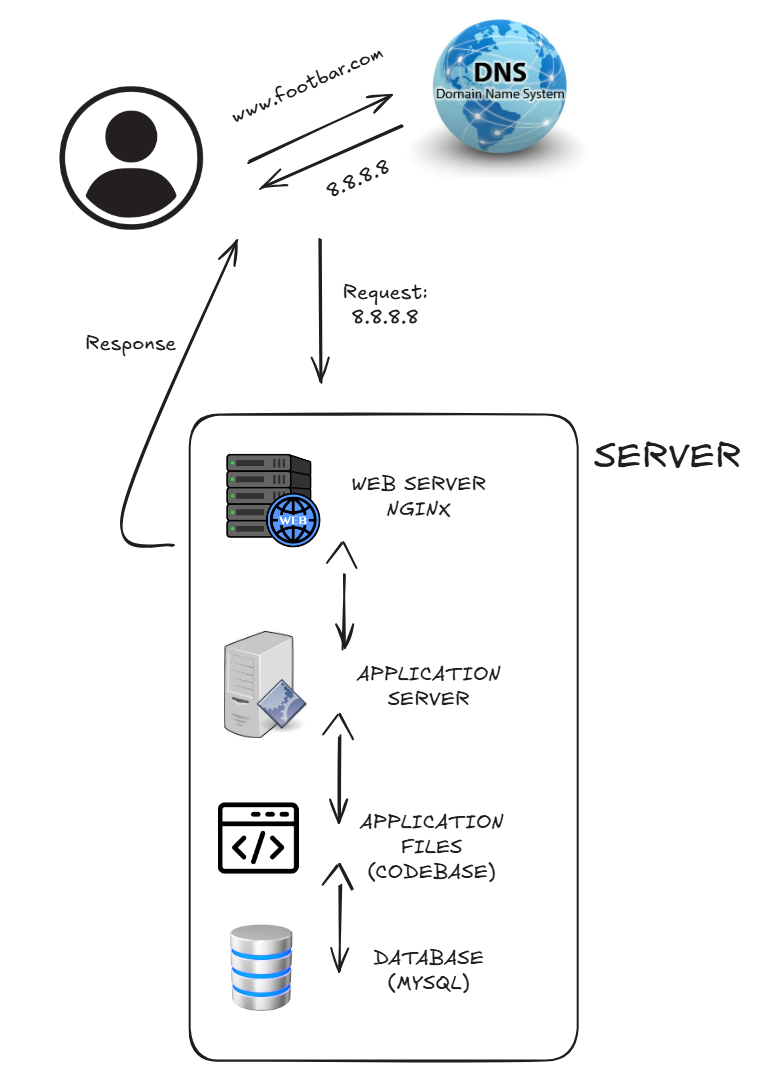 www.footbar.com
DNS
Domain Name System
8.8.8.8
Request:
8.8.8.8
Response
SERVER
WEB SERVER
NGINX
WEB
APPLICATION
SERVER
APPLICATION
FILES
(CODEBASE)
</>
DATABASE
(MYSQL)